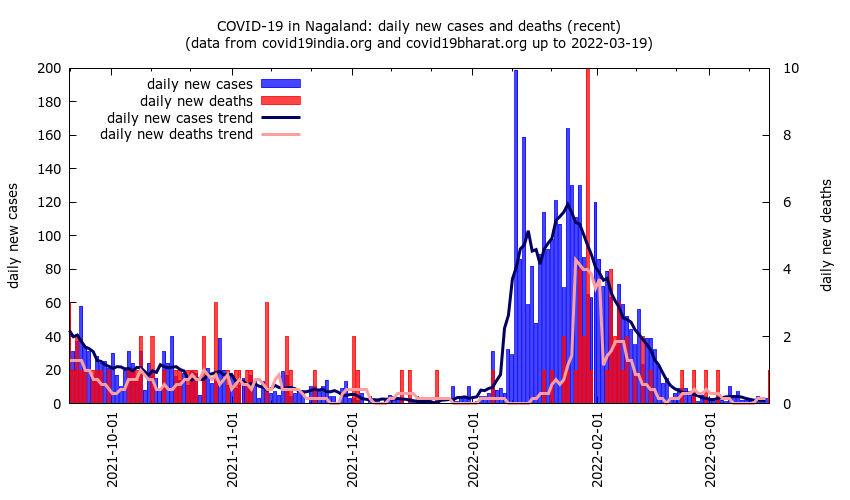 COVID-19 in Nagaland: daily new cases and deaths (recent)
(data from covid19india.org and covid19bharat.org up to 2022-03-19)
daily new cases
daily new deaths
daily new cases trend
daily new deaths trend
200
180
160
140
120
100
80
60
40
20
0
daily new cases
10
8
6
4
2
0
daily new deaths
2021-10-01
2021-11-01
2021-12-01
2022-01-01
2022-02-01
2022-03-01